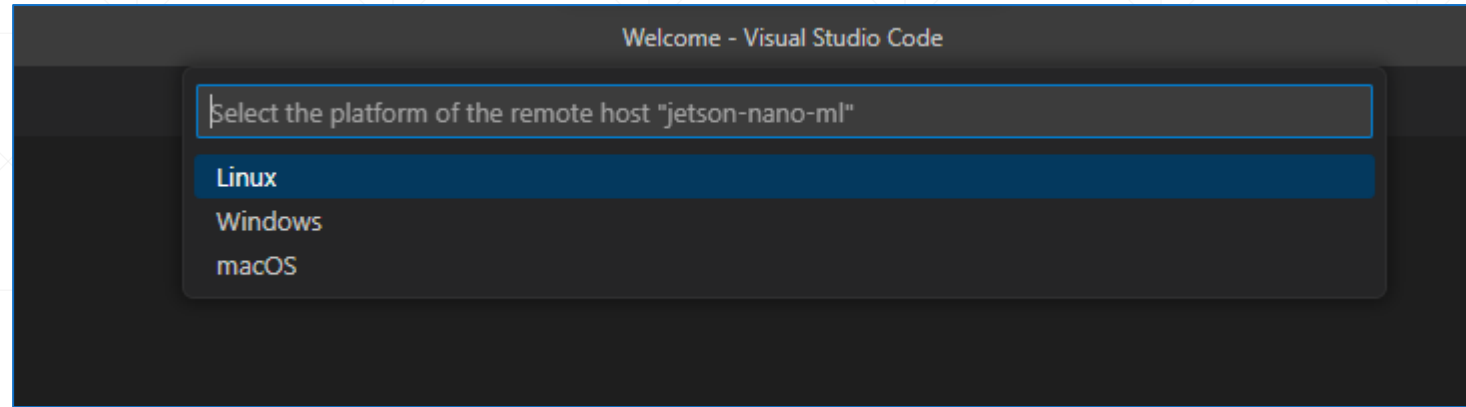 Welcome - Visual Studio Code
Select the platform of the remote host "jetson-nano-ml"
Linux
Windows
macOS